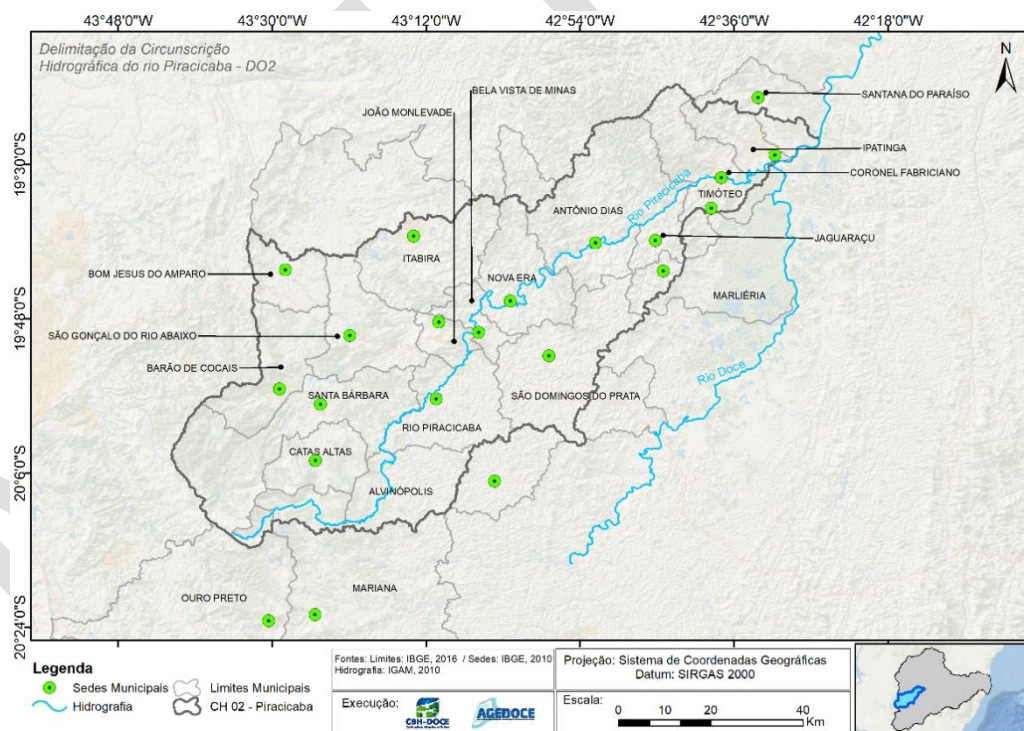 43°48'0"W 43°30'0"W 43°12'0"W 42°54'0"W 42°36'0"W 42°18'0"W
Delimitação da Circunscrição
Hidrográfica do rio Piracicaba - DO2
N
BELA VISTA DE MINAS
SANTANA DO PARAÍSO
JOÃO MONLEVADE
19°30'0"S
IPATINGA
CORONEL FABRICIANO
TIMÓTEO
Rio Piracicaba
ANTÔNIO DIAS
JAGUARAÇU
ITABIRA
BOM JESUS DO AMPARO
NOVA ERA
MARLIÉRIA
19°48'0"S
SÃO GONÇALO DO RIO ABAIXO
BARÃO DE COCAIS
Rio Doce
SANTA BÁRBARA
SÃO DOMINGOS DO PRATA
RIO PIRACICABA
CATAS ALTAS
20°6'0"S
ALVINÓPOLIS
MARIANA
OURO PRETO
20°24'0"S
Legenda
Sedes Municipais
Limites Municipais
Hidrografia
CH 02 - Piracicaba
Fontes: Limites: IBGE, 2016 / Sedes: IBGE, 2010
Hidrografia: IGAM, 2010
Execução:
CBH-DOCE
AGEDOCE
Projeção: Sistema de Coordenadas Geográficas
Datum: SIRGAS 2000
Escala:
0 10 20 40
Km